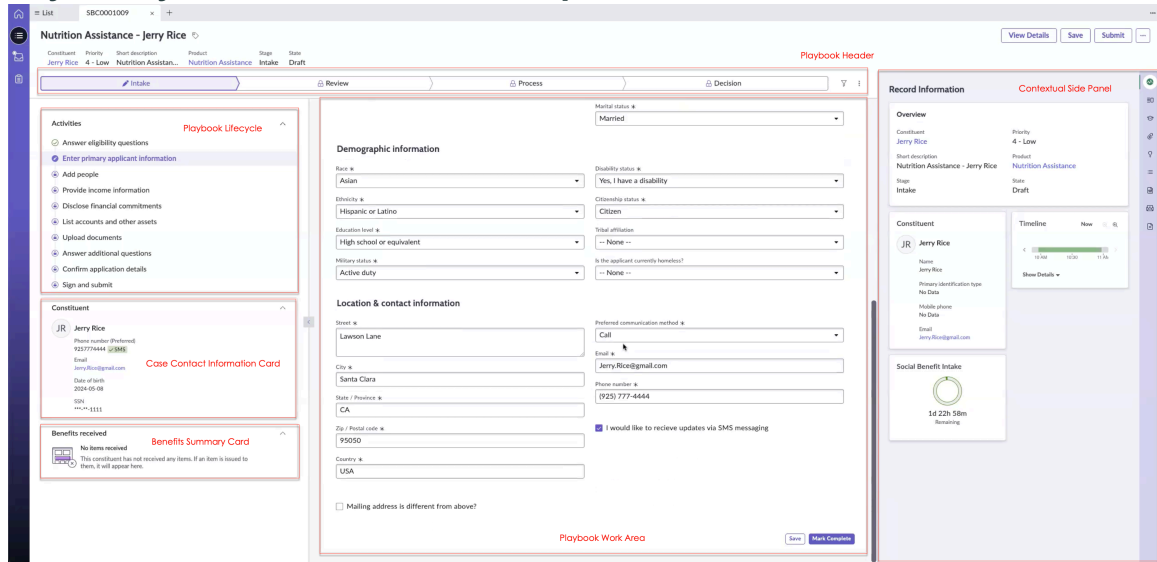 List
SBC0001009
Nutrition Assistance - Jerry Rice
View Details
Save
Submit
Constituent
Jerry Rice
Priority
4 - Low
Short description
Nutrition Assistan...
Product
Nutrition Assistance
Stage
Intake
State
Draft
Playbook Header
Intake
Review
Process
Decision
Activities
Playbook Lifecycle
Answer eligibility questions
Enter primary applicant information
Add people
Provide income information
Disclose financial commitments
List accounts and other assets
Upload documents
Answer additional questions
Confirm application details
Sign and submit
Constituent
JR
Jerry Rice
Phone number (Preferred)
9257774444 SMS
Email
Jerry.Rice@gmail.com
Case Contact Information Card
Date of birth
2024-05-08
SSN
***-**-1111
Benefits received
Benefits Summary Card
No items received
This constituent has not received any items. If an item is issued to
them, it will appear here.
Marital status *
Married
Demographic information
Race *
Asian
Disability status *
Yes, I have a disability
Ethnicity *
Hispanic or Latino
Citizenship status *
Citizen
Education level *
High school or equivalent
Tribal affiliation
-- None --
Military status *
Active duty
Is the applicant currently homeless?
-- None --
Location & contact information
Street *
Lawson Lane
Preferred communication method *
Call
Email *
Jerry.Rice@gmail.com
City *
Santa Clara
Phone number *
(925) 777-4444
State / Province *
CA
Zip / Postal code *
95050
I would like to recieve updates via SMS messaging
Country *
USA
Mailing address is different from above?
Playbook Work Area
Save
Mark Complete
Record Information
Contextual Side Panel
Overview
Constituent
Jerry Rice
Priority
4 - Low
Short description
Nutrition Assistance - Jerry Rice
Product
Nutrition Assistance
Stage
Intake
State
Draft
Constituent
JR
Jerry Rice
Name
Jerry Rice
Primary identification type
No Data
Mobile phone
No Data
Email
Jerry.Rice@gmail.com
Timeline
Now
10 AM
10:30
11 AM
Show Details
Social Benefit Intake
1d 22h 58m
Remaining